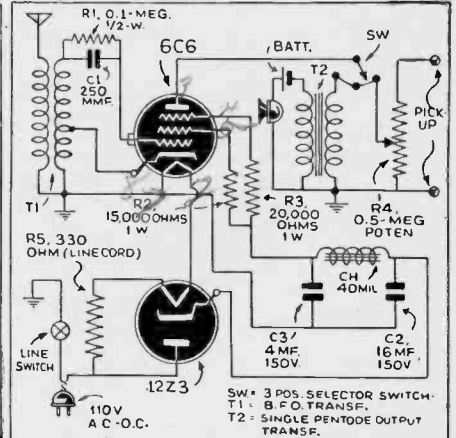 R1, 0.1-MEG.
1/2-W.
6C6
BATT.
SW
C1
250
MMF.
T2
PICK
UP
T1
R2,
15,000 OHMS
1 W
R3,
20,000
OHMS
1 W
R4,
0.5-MEG
POTEN
R5, 330
OHM (LINECORD)
CH
40MIL
LINE
SWITCH
12Z3
C3,
4 MF.
150V.
C2,
16 MF
150V.
110V
A C-O.C.
SW.= 3 POS. SELECTOR SWITCH.
T1 = B.F.O. TRANSF.
T2 = SINGLE PENTODE OUTPUT
TRANSF.